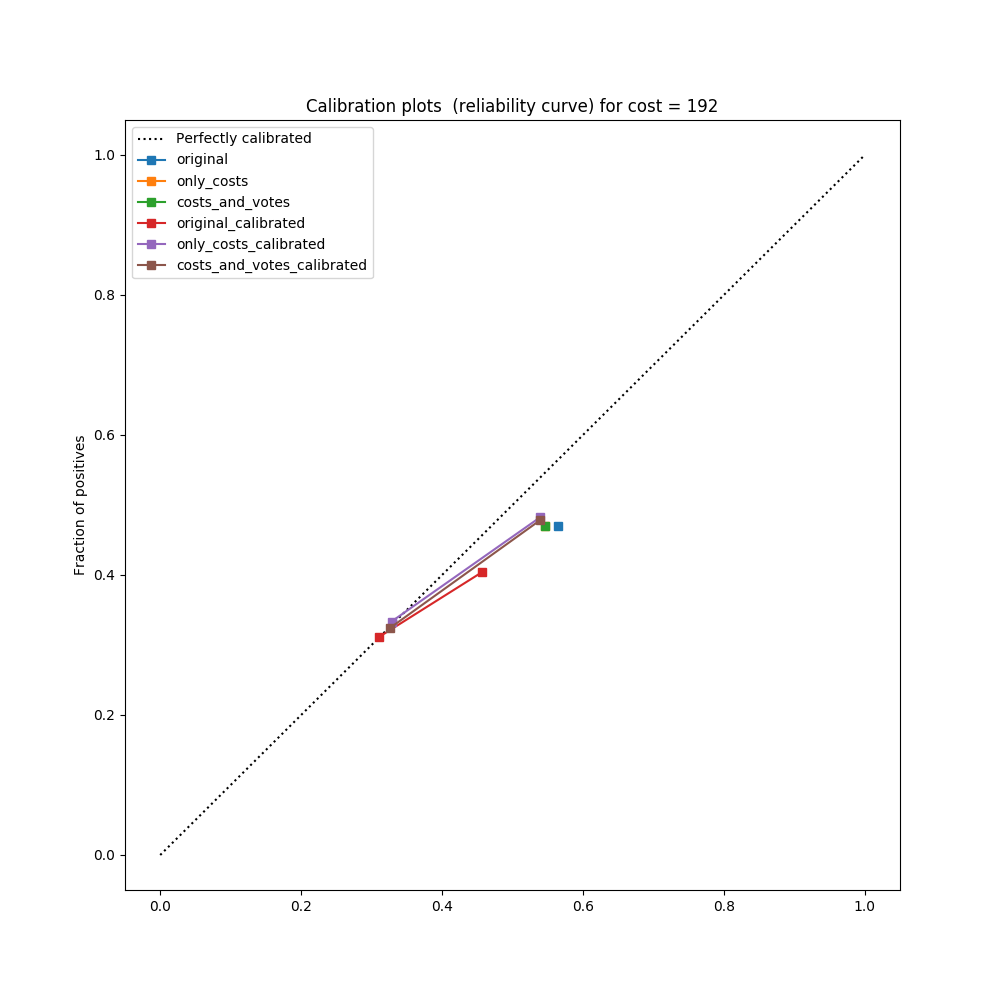 Calibration plots  (reliability curve) for cost = 192
Perfectly calibrated
original
only_costs
costs_and_votes
original_calibrated
only_costs_calibrated
costs_and_votes_calibrated
Fraction of positives
1.0
0.8
0.6
0.4
0.2
0.0
0.0 0.2 0.4 0.6 0.8 1.0